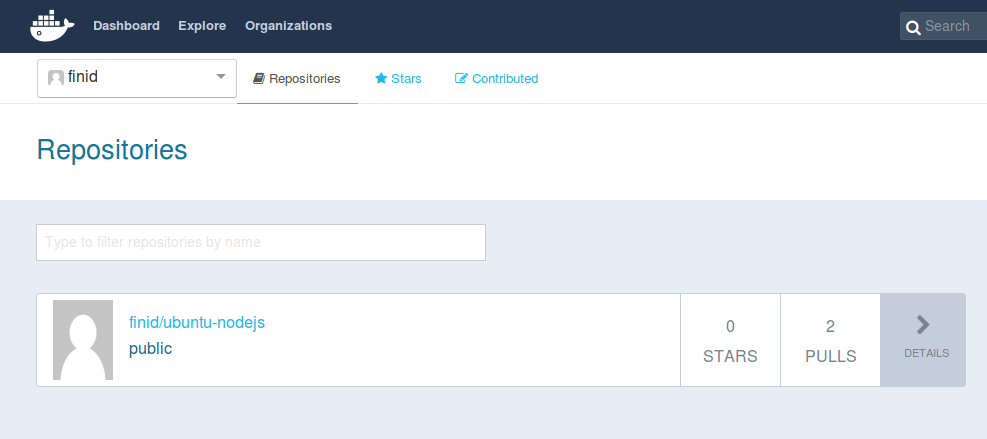 Dashboard Explore Organizations Search
finid Repositories Stars Contributed
Repositories
Type to filter repositories by name
finid/ubuntu-nodejs
public
0
STARS
2
PULLS
DETAILS